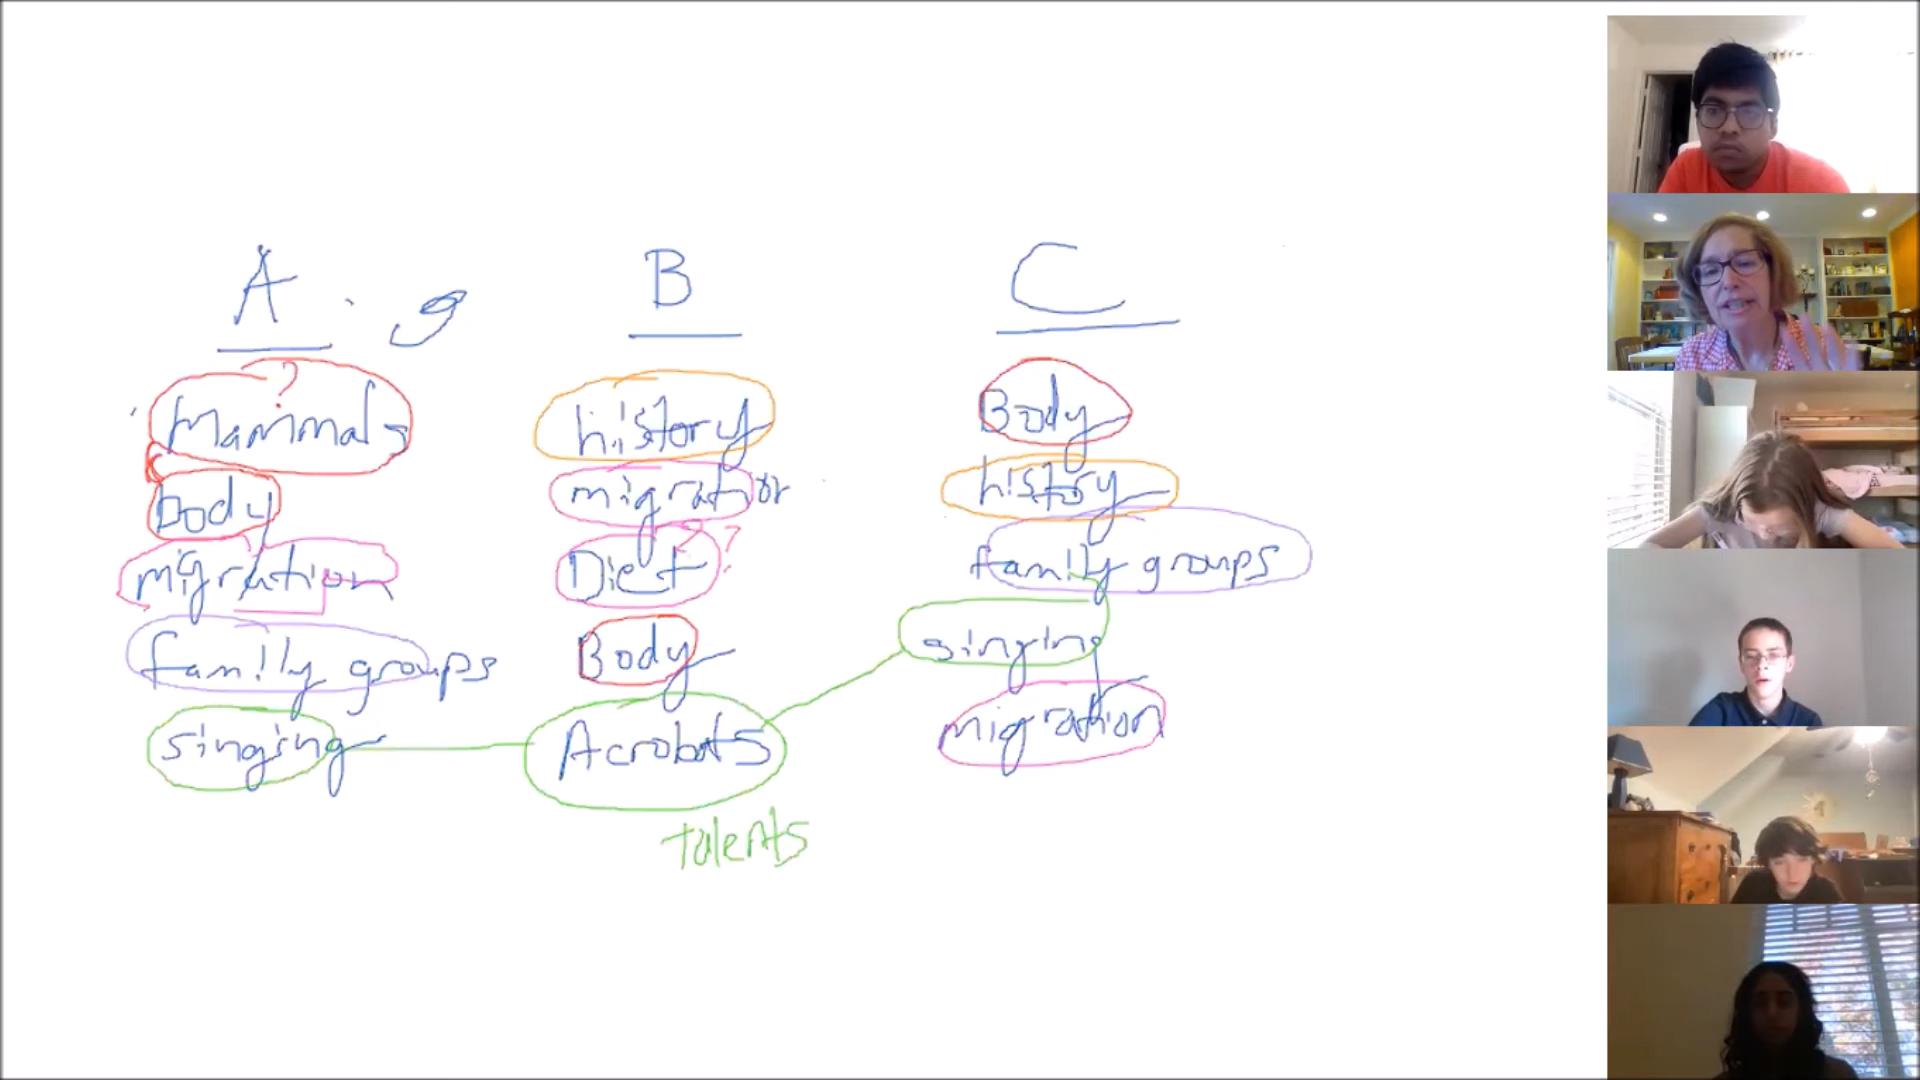 A
?
Mammals
body
migration
family groups
singing
B
history
migration
Diet ?
Body
Acrobats
talents
C
Body
history
family groups
singing
migration